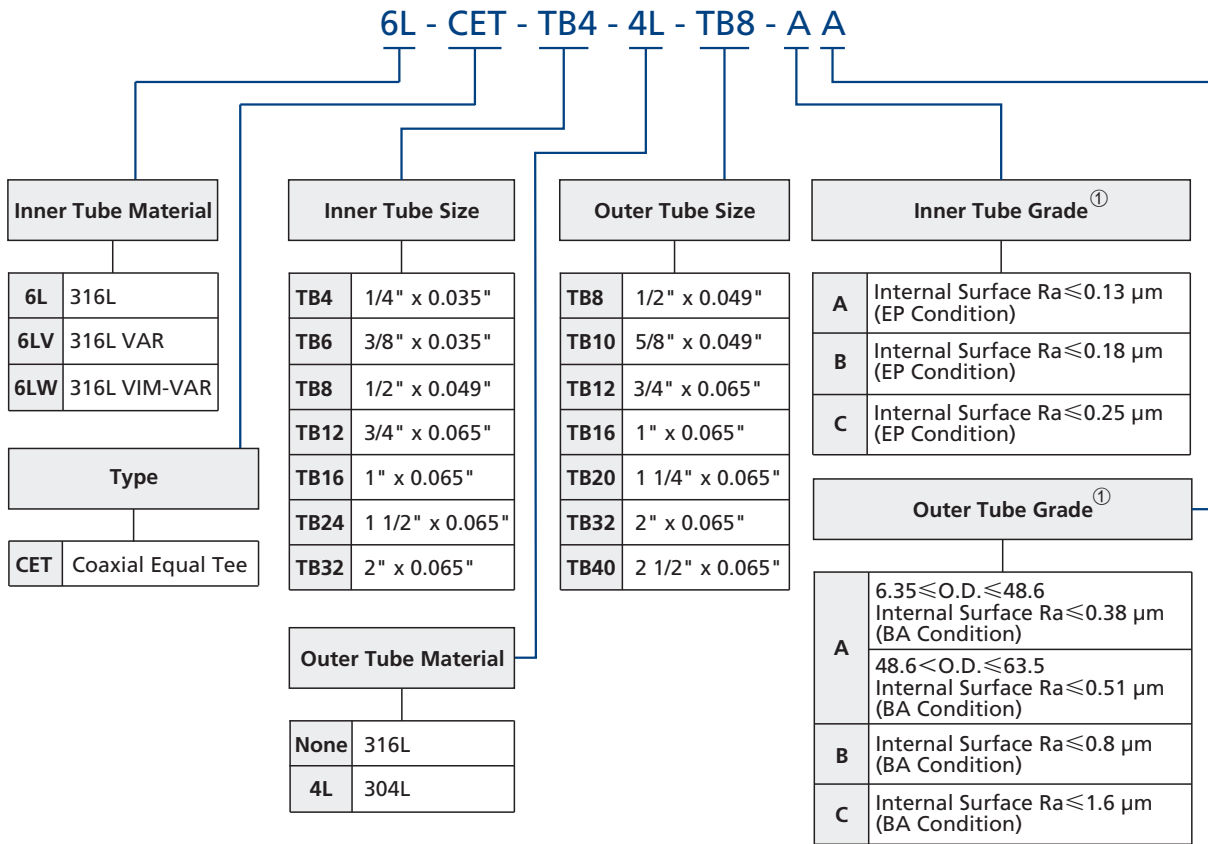 6L - CET - TB4 - 4L - TB8 - A A
Inner Tube Material
6L 316L
6LV 316L VAR
6LW 316L VIM-VAR
Type
CET Coaxial Equal Tee
Inner Tube Size
TB4 1/4" x 0.035"
TB6 3/8" x 0.035"
TB8 1/2" x 0.049"
TB12 3/4" x 0.065"
TB16 1" x 0.065"
TB24 1 1/2" x 0.065"
TB32 2" x 0.065"
Outer Tube Material
None 316L
4L 304L
Outer Tube Size
TB8 1/2" x 0.049"
TB10 5/8" x 0.049"
TB12 3/4" x 0.065"
TB16 1" x 0.065"
TB20 1 1/4" x 0.065"
TB32 2" x 0.065"
TB40 2 1/2" x 0.065"
Inner Tube Grade①
A Internal Surface Ra≤0.13 µm
(EP Condition)
B Internal Surface Ra≤0.18 µm
(EP Condition)
C Internal Surface Ra≤0.25 µm
(EP Condition)
Outer Tube Grade①
A
6.35≤O.D.≤48.6
Internal Surface Ra≤0.38 µm
(BA Condition)
48.6<O.D.≤63.5
Internal Surface Ra≤0.51 µm
(BA Condition)
B Internal Surface Ra≤0.8 µm
(BA Condition)
C Internal Surface Ra≤1.6 µm
(BA Condition)